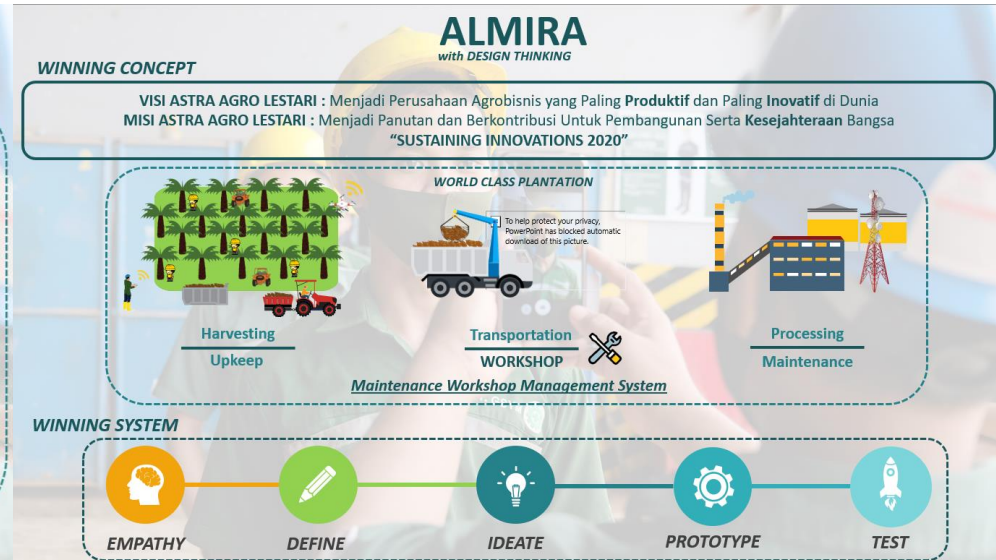 ALMIRA
with DESIGN THINKING
WINNING CONCEPT
VISI ASTRA AGRO LESTARI : Menjadi Perusahaan Agrobisnis yang Paling Produktif dan Paling Inovatif di Dunia
MISI ASTRA AGRO LESTARI : Menjadi Panutan dan Berkontribusi Untuk Pembangunan Serta Kesejahteraan Bangsa
“SUSTAINING INNOVATIONS 2020”
WORLD CLASS PLANTATION
To help protect your privacy,
PowerPoint has blocked automatic
download of this picture.
Harvesting
Upkeep
Transportation
WORKSHOP
Processing
Maintenance
Maintenance Workshop Management System
WINNING SYSTEM
EMPATHY
DEFINE
IDEATE
PROTOTYPE
TEST